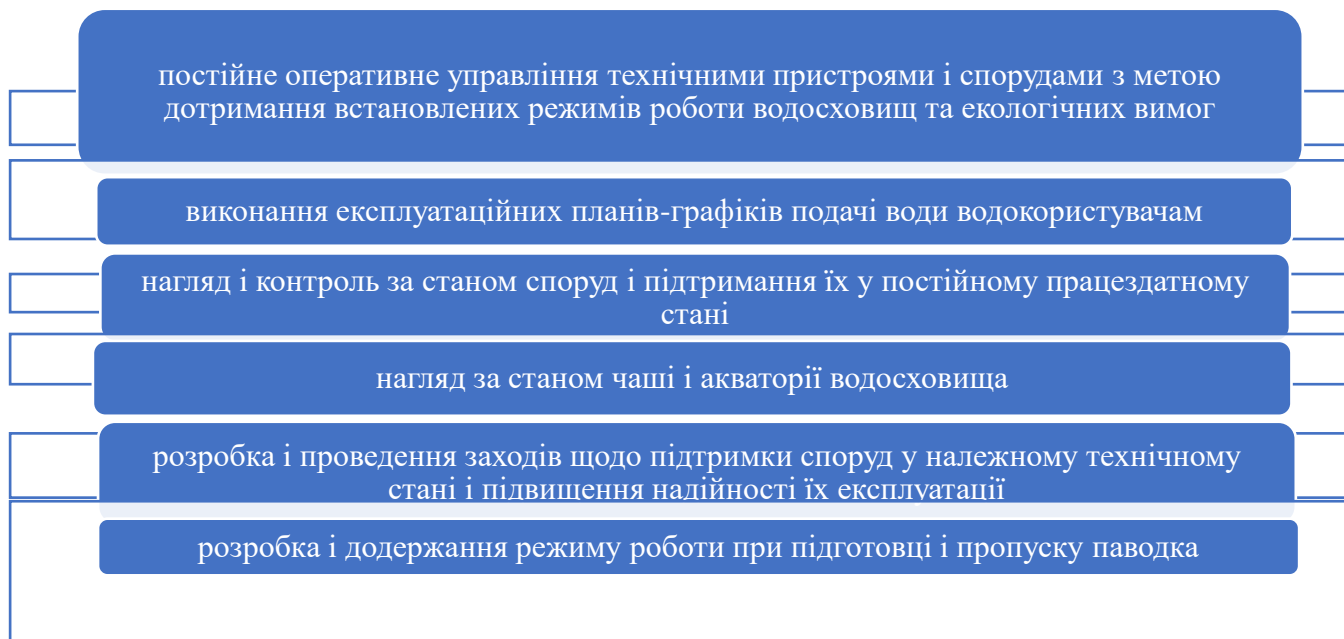 постійне оперативне управління технічними пристроями і спорудами з метою
дотримання встановлених режимів роботи водосховищ та екологічних вимог
виконання експлуатаційних планів-графіків подачі води водокористувачам
нагляд і контроль за станом споруд і підтримання їх у постійному працездатному
стані
нагляд за станом чаші і акваторії водосховища
розробка і проведення заходів щодо підтримки споруд у належному технічному
стані і підвищення надійності їх експлуатації
розробка і додержання режиму роботи при підготовці і пропуску паводка